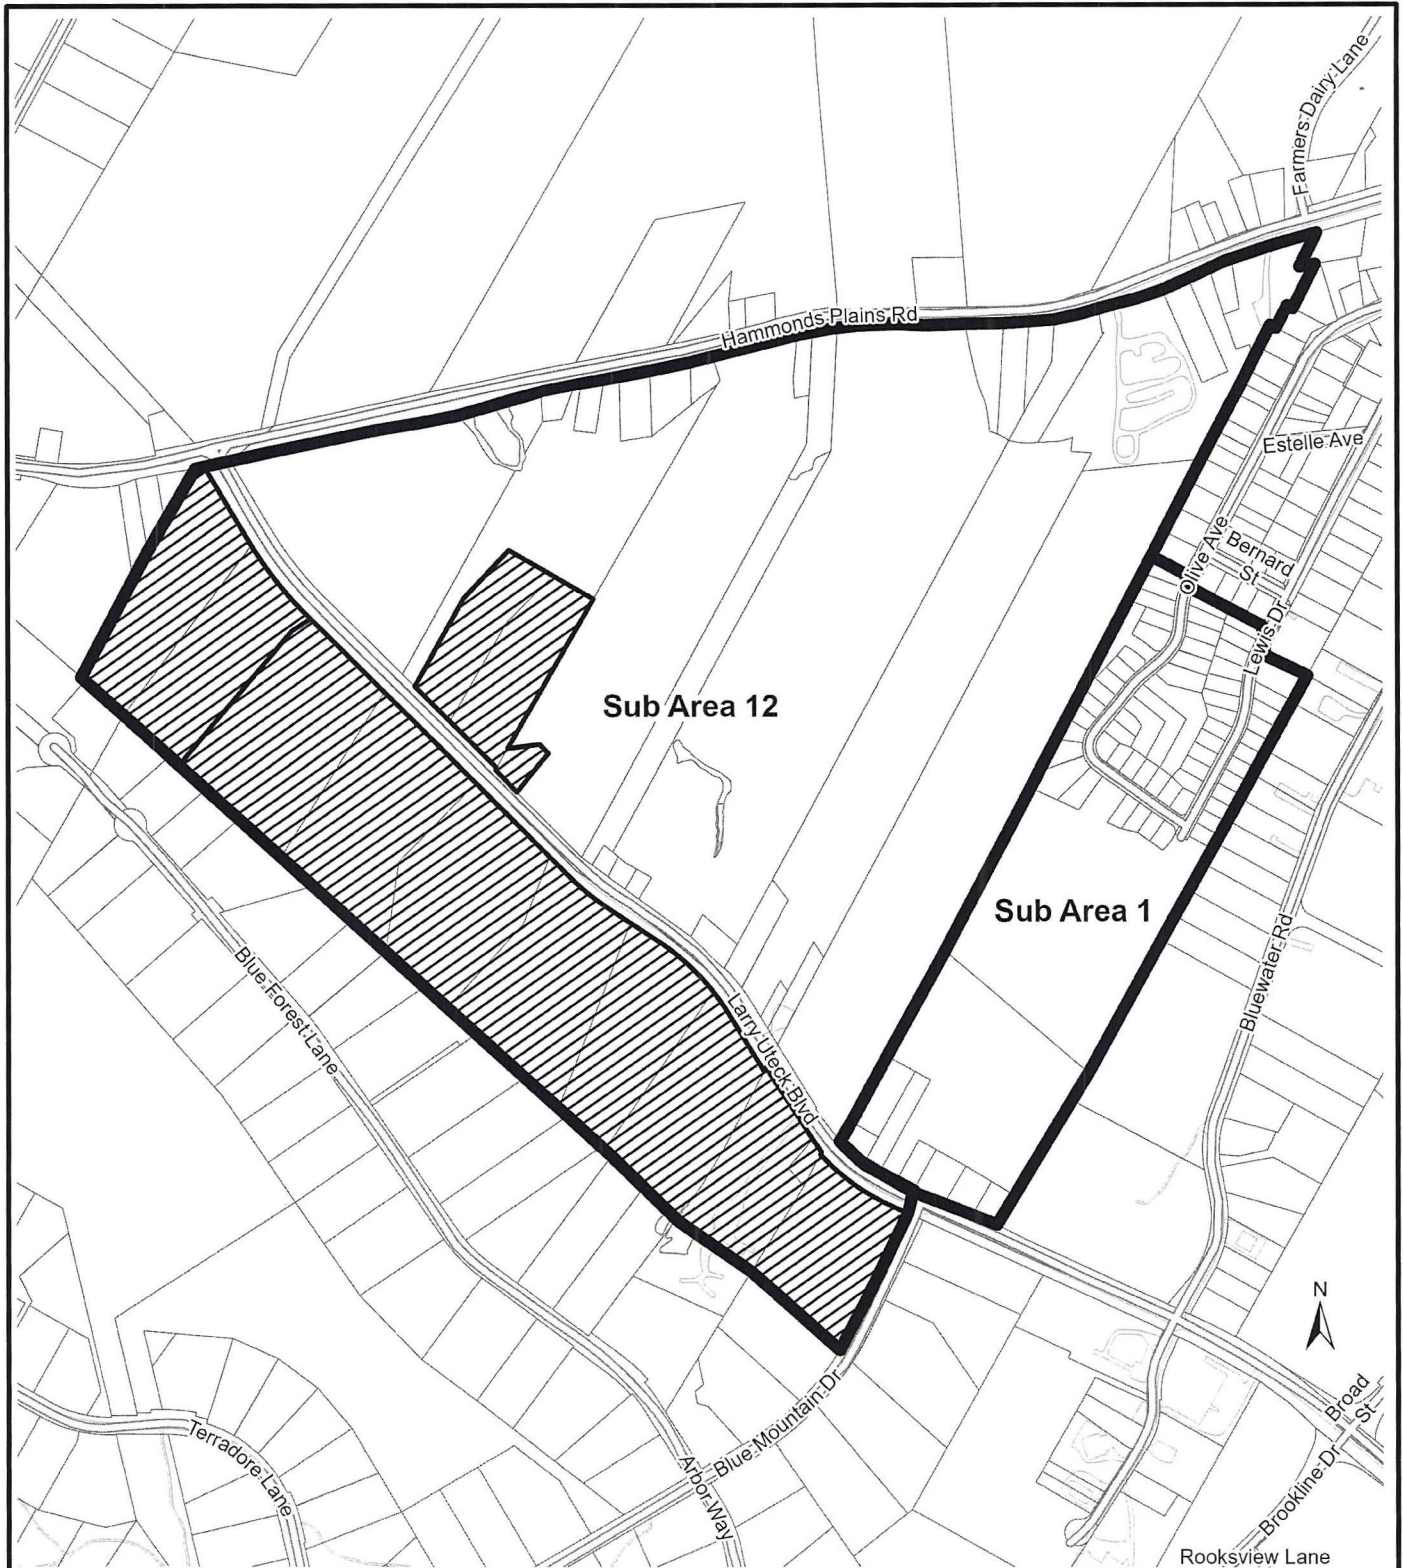 Farmers Dairy Lane
Hammonds Plains Rd
Estelle Ave
Olive Ave
Bernard
St
Lewis Dr
Sub Area 12
Sub Area 1
Bluewater Rd
Blue Forest Lane
Larry Uteck Blvd
N
Broad
St
Blue Mountain Dr
Terradore Lane
Arbor Way
Brookline Dr
Rooksview Lane